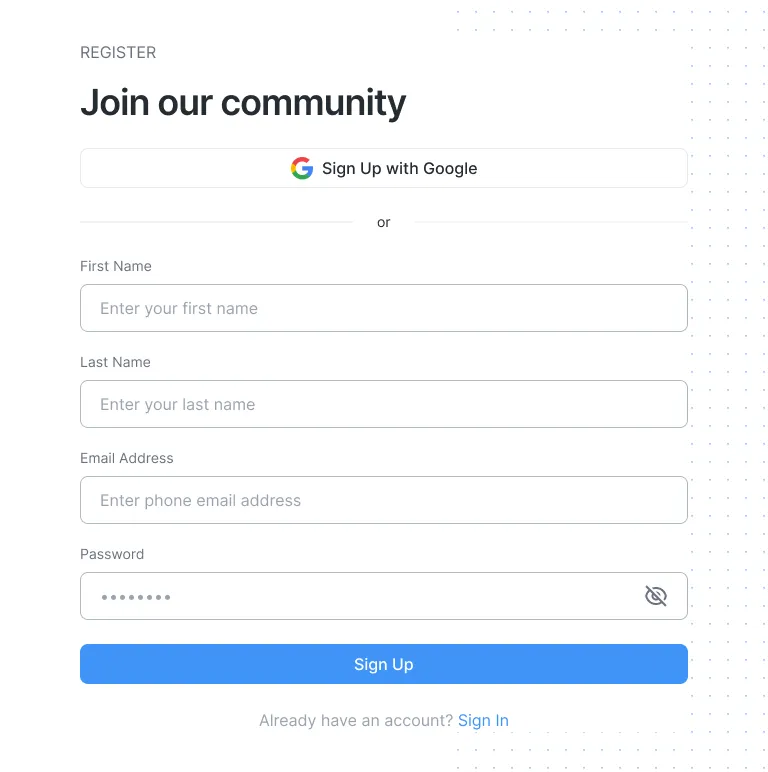 REGISTER
Join our community
Sign Up with Google
or
First Name
Enter your first name
Last Name
Enter your last name
Email Address
Enter phone email address
Password
••••••••
Sign Up
Already have an account? Sign In